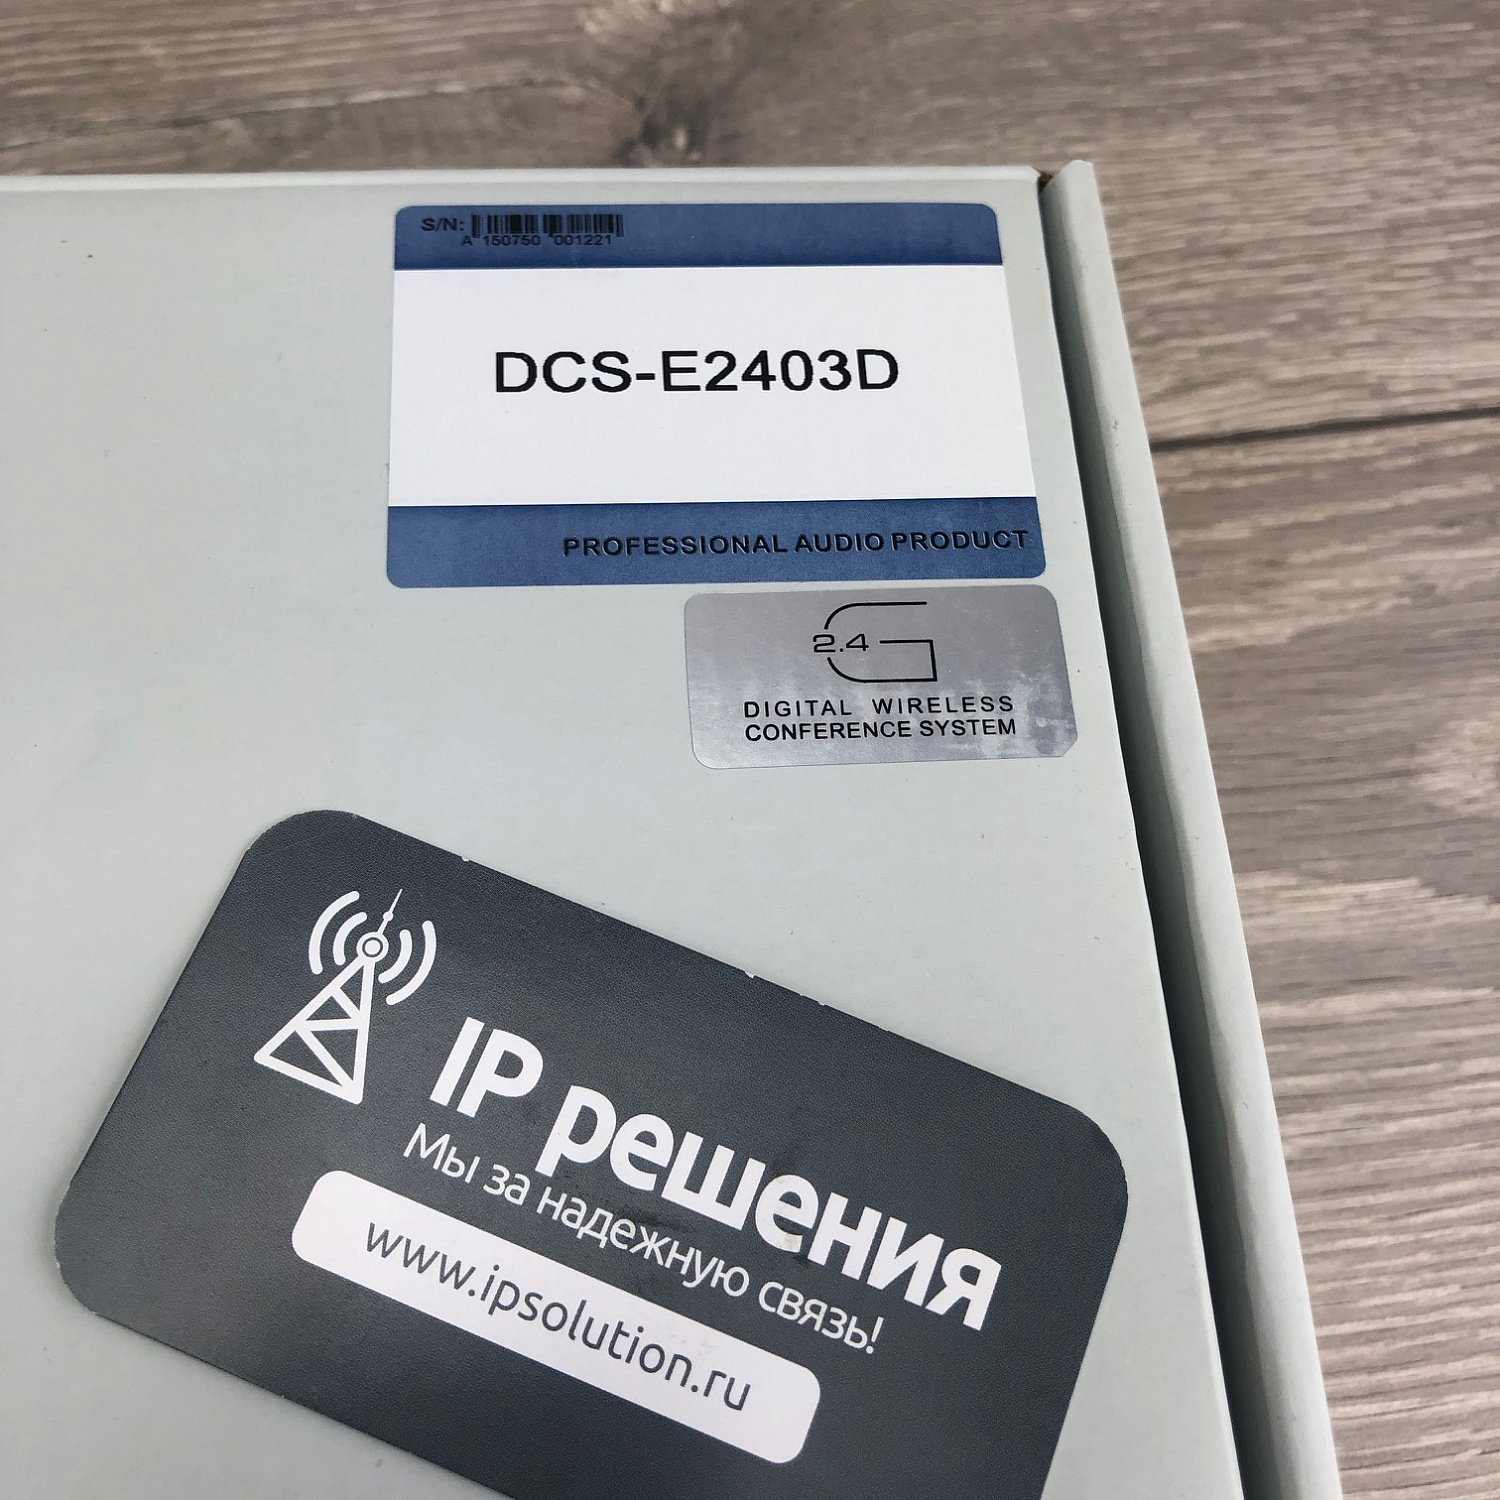 S/N:
A 150750 001221
DCS-E2403D
PROFESSIONAL AUDIO PRODUCT
2.4 G
DIGITAL WIRELESS
CONFERENCE SYSTEM
IP решения
Мы за надежную связь!
www.ipsolution.ru